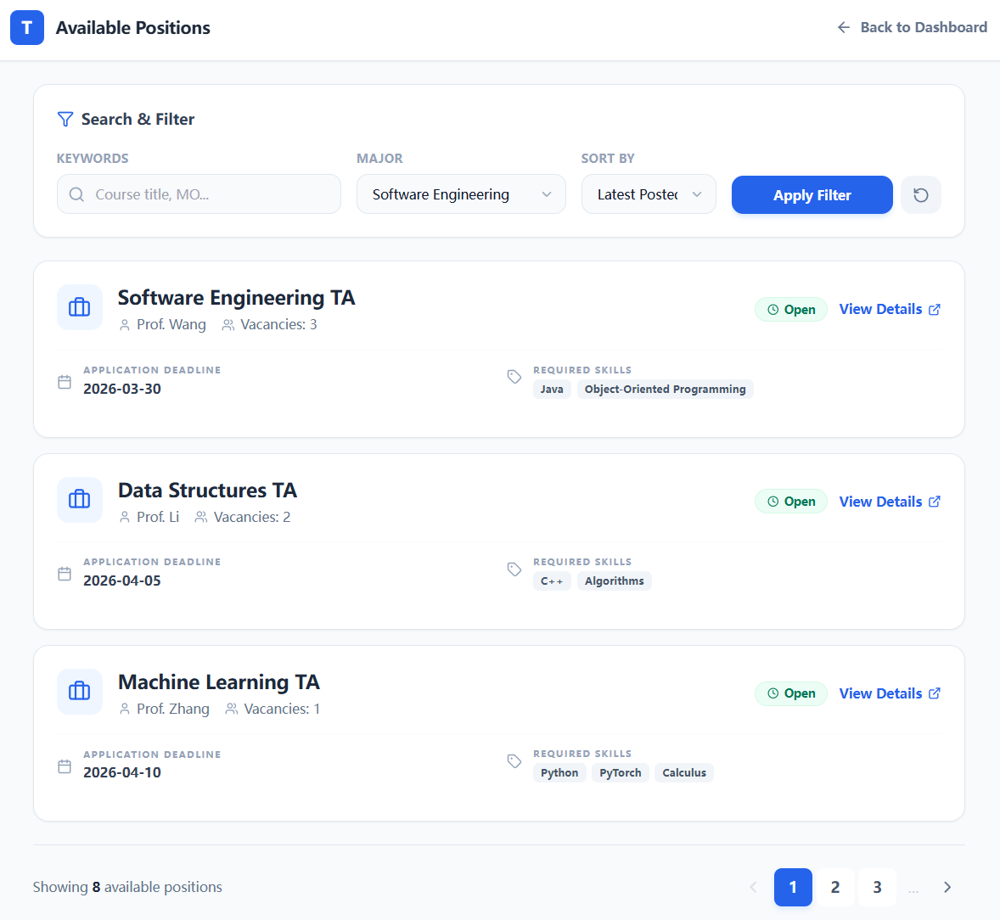 T Available Positions
Back to Dashboard
Search & Filter
KEYWORDS MAJOR SORT BY
Course title, MO... Software Engineering Latest Posted Apply Filter
Software Engineering TA
Prof. Wang Vacancies: 3
Open View Details
APPLICATION DEADLINE
2026-03-30
REQUIRED SKILLS
Java Object-Oriented Programming
Data Structures TA
Prof. Li Vacancies: 2
Open View Details
APPLICATION DEADLINE
2026-04-05
REQUIRED SKILLS
C++ Algorithms
Machine Learning TA
Prof. Zhang Vacancies: 1
Open View Details
APPLICATION DEADLINE
2026-04-10
REQUIRED SKILLS
Python PyTorch Calculus
Showing 8 available positions
1 2 3 ...